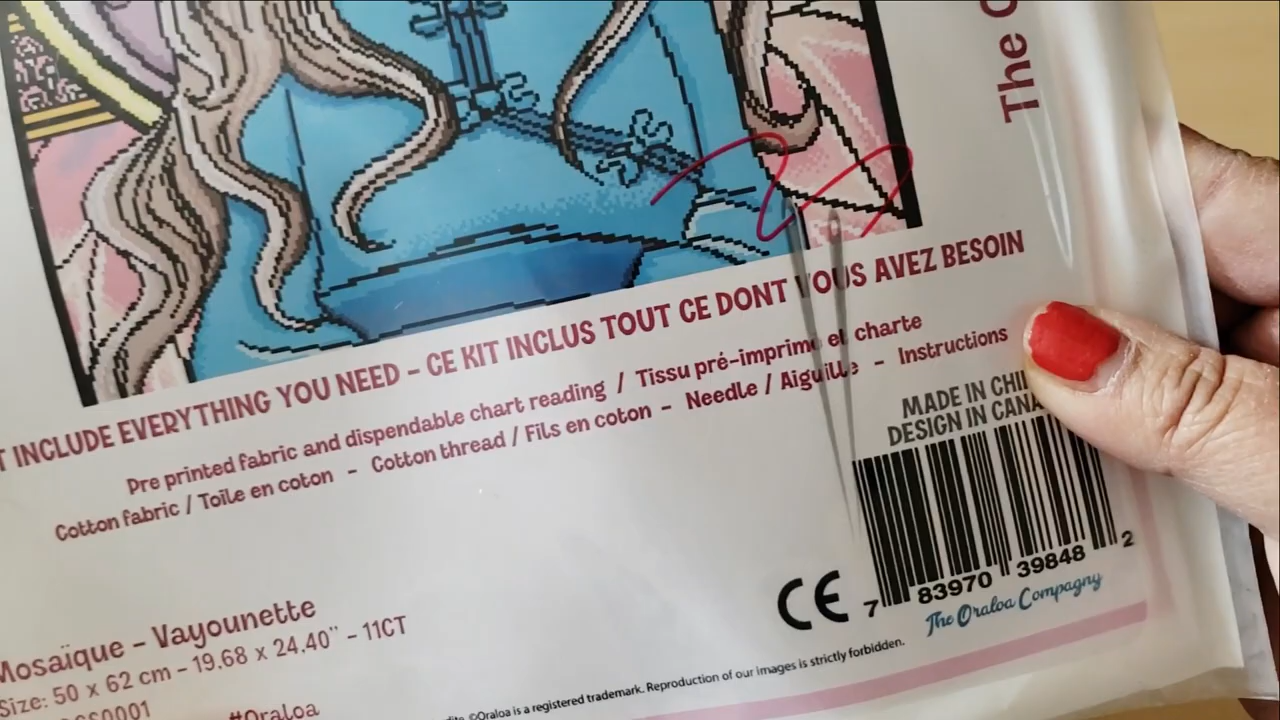 The
INCLUDE EVERYTHING YOU NEED - CE KIT INCLUS TOUT CE DONT VOUS AVEZ BESOIN
Pre printed fabric and dispendable chart reading / Tissu pré-imprimé et charte
Cotton fabric / Toile en coton - Cotton thread / Fils en coton - Needle / Aiguille - Instructions
MADE IN
DESIGN IN
CE
7 83970 39848 2
The Oraloa Compagny
Mosaïque - Vayounette
Size: 50 x 62 cm - 19.68 x 24.40" - 11CT
#Oraloa
©Oraloa is a registered trademark. Reproduction of our images is strictly forbidden.